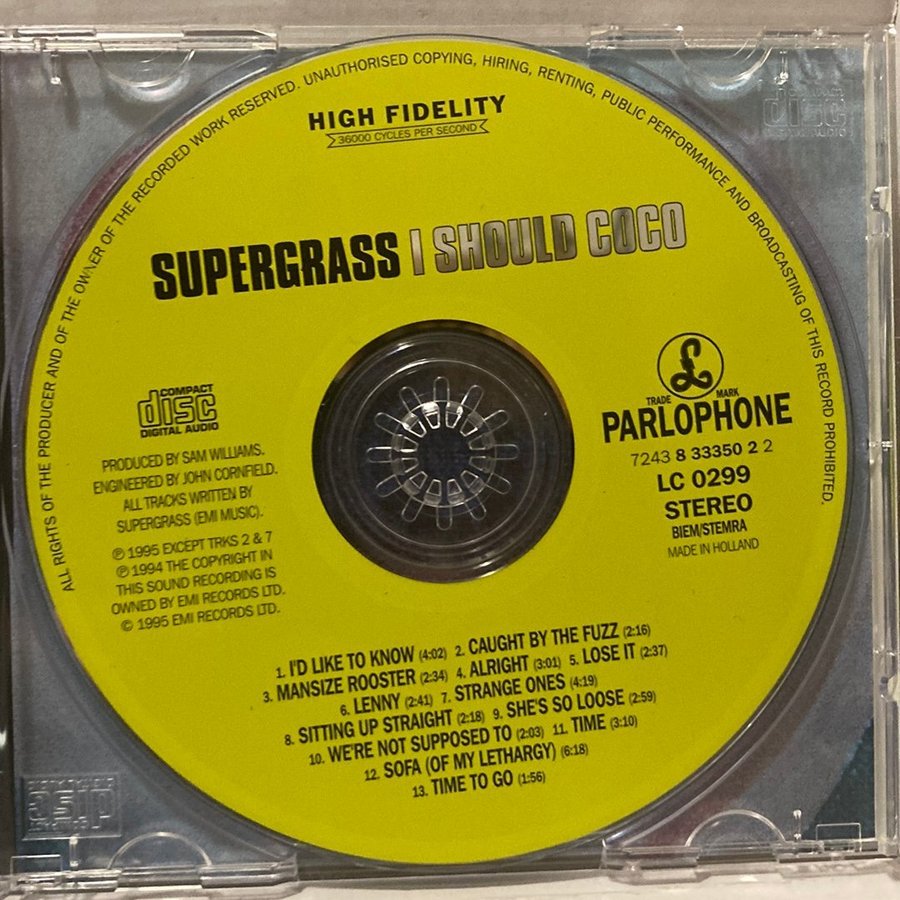 ALL RIGHTS OF THE PRODUCER AND OF THE OWNER OF THE RECORDED WORK RESERVED. UNAUTHORISED COPYING, HIRING, RENTING, PUBLIC PERFORMANCE AND BROADCASTING OF THIS RECORD PROHIBITED.
HIGH FIDELITY
36000 CYCLES PER SECOND
COMPACT
disc
DIGITAL AUDIO
SUPERGRASS I SHOULD COCO
COMPACT
disc
DIGITAL AUDIO
PRODUCED BY SAM WILLIAMS.
ENGINEERED BY JOHN CORNFIELD.
ALL TRACKS WRITTEN BY
SUPERGRASS (EMI MUSIC).
℗ 1995 EXCEPT TRKS 2 & 7
℗ 1994 THE COPYRIGHT IN
THIS SOUND RECORDING IS
OWNED BY EMI RECORDS LTD.
© 1995 EMI RECORDS LTD.
£
TRADE MARK
PARLOPHONE
7243 8 33350 2 2
LC 0299
STEREO
BIEM/STEMRA
MADE IN HOLLAND
1. I'D LIKE TO KNOW (4:02) 2. CAUGHT BY THE FUZZ (2:16)
3. MANSIZE ROOSTER (2:34) 4. ALRIGHT (3:01) 5. LOSE IT (2:37)
6. LENNY (2:41) 7. STRANGE ONES (4:19)
8. SITTING UP STRAIGHT (2:18) 9. SHE'S SO LOOSE (2:59)
10. WE'RE NOT SUPPOSED TO (2:03) 11. TIME (3:10)
12. SOFA (OF MY LETHARGY) (6:18)
13. TIME TO GO (1:56)